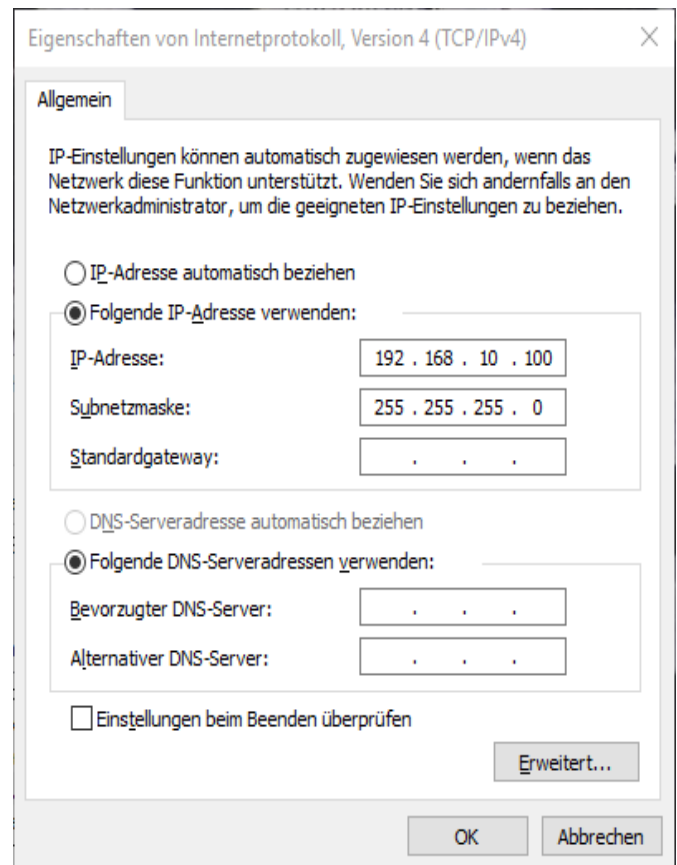 Eigenschaften von Internetprotokoll, Version 4 (TCP/IPv4)
Allgemein
IP-Einstellungen können automatisch zugewiesen werden, wenn das
Netzwerk diese Funktion unterstützt. Wenden Sie sich andernfalls an den
Netzwerkadministrator, um die geeigneten IP-Einstellungen zu beziehen.
IP-Adresse automatisch beziehen
Folgende IP-Adresse verwenden:
IP-Adresse: 192 . 168 . 10 . 100
Subnetzmaske: 255 . 255 . 255 . 0
Standardgateway: . . .
DNS-Serveradresse automatisch beziehen
Folgende DNS-Serveradressen verwenden:
Bevorzugter DNS-Server: . . .
Alternativer DNS-Server: . . .
Einstellungen beim Beenden überprüfen
Erweitert...
OK Abbrechen